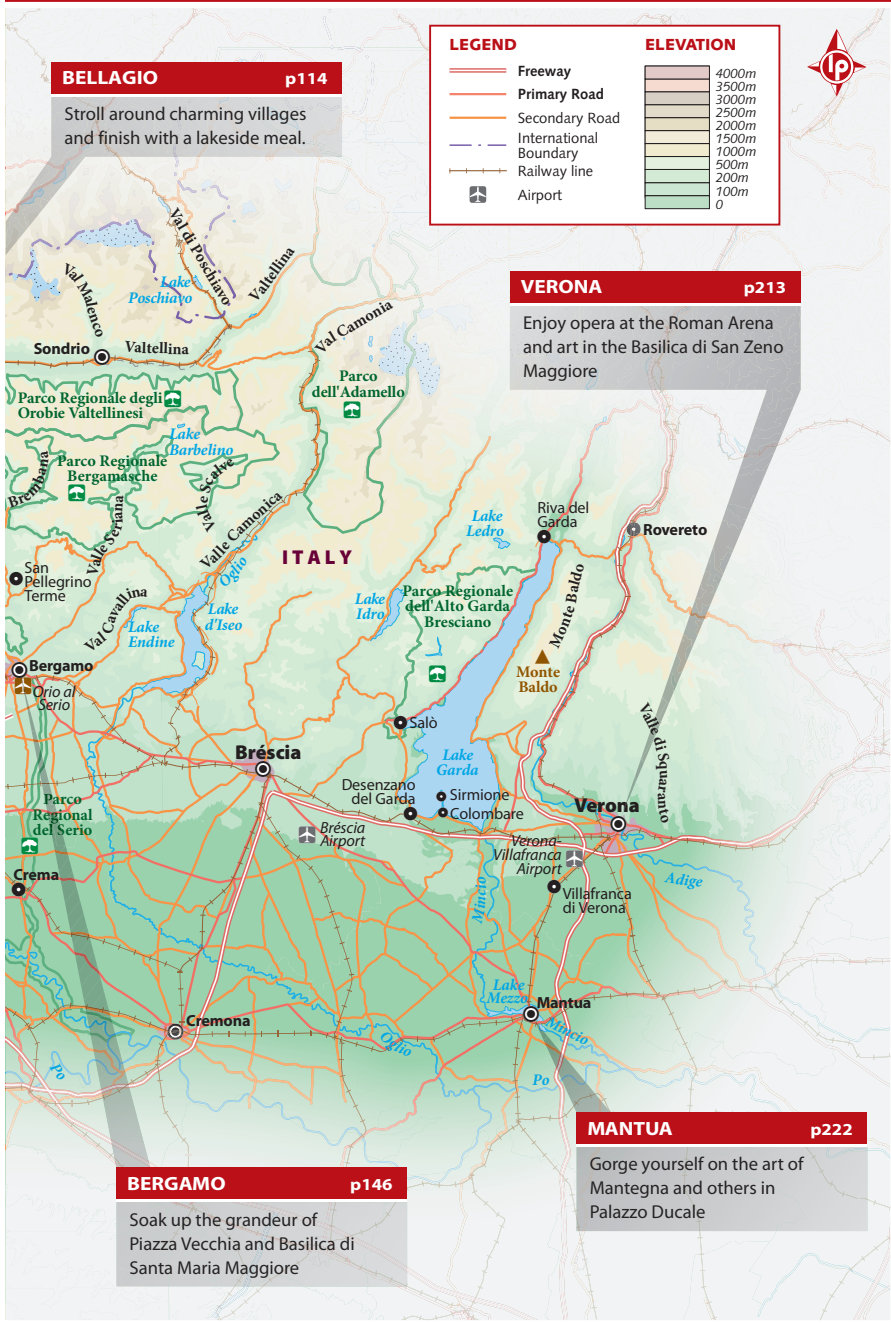 BELLAGIO p114
Stroll around charming villages
and finish with a lakeside meal.
LEGEND
Freeway
Primary Road
Secondary Road
International
Boundary
Railway line
Airport
ELEVATION
4000m
3500m
3000m
2500m
2000m
1500m
1000m
500m
200m
100m
0
lp
VERONA p213
Enjoy opera at the Roman Arena
and art in the Basilica di San Zeno
Maggiore
Val di Poschiavo
Val Malenco
Lake
Poschiavo
Valtellina
Sondrio
Valtellina
Val Camonia
Parco
dell'Adamello
Parco Regionale degli
Orobie Valtellinesi
Lake
Barbelino
Parco Regionale
Bergamasche
Brembana
Valle Scalve
Valle Seriana
Valle Camonica
Oglio
ITALY
Lake
Ledro
Riva del
Garda
Rovereto
San
Pellegrino
Terme
Val Cavallina
Lake
Endine
Lake
d'Iseo
Lake
Idro
Parco Regionale
dell'Alto Garda
Bresciano
Monte Baldo
Monte
Baldo
Bergamo
Orio al
Serio
Salò
Valle di Squaranto
Bréscia
Lake
Garda
Desenzano
del Garda
Sirmione
Colombare
Verona
Parco
Regional
del Serio
Bréscia
Airport
Verona-
Villafranca
Airport
Crema
Mincio
Villafranca
di Verona
Adige
Lake
Mezzo
Mantua
Cremona
Oglio
Mincio
Po
Po
MANTUA p222
Gorge yourself on the art of
Mantegna and others in
Palazzo Ducale
BERGAMO p146
Soak up the grandeur of
Piazza Vecchia and Basilica di
Santa Maria Maggiore